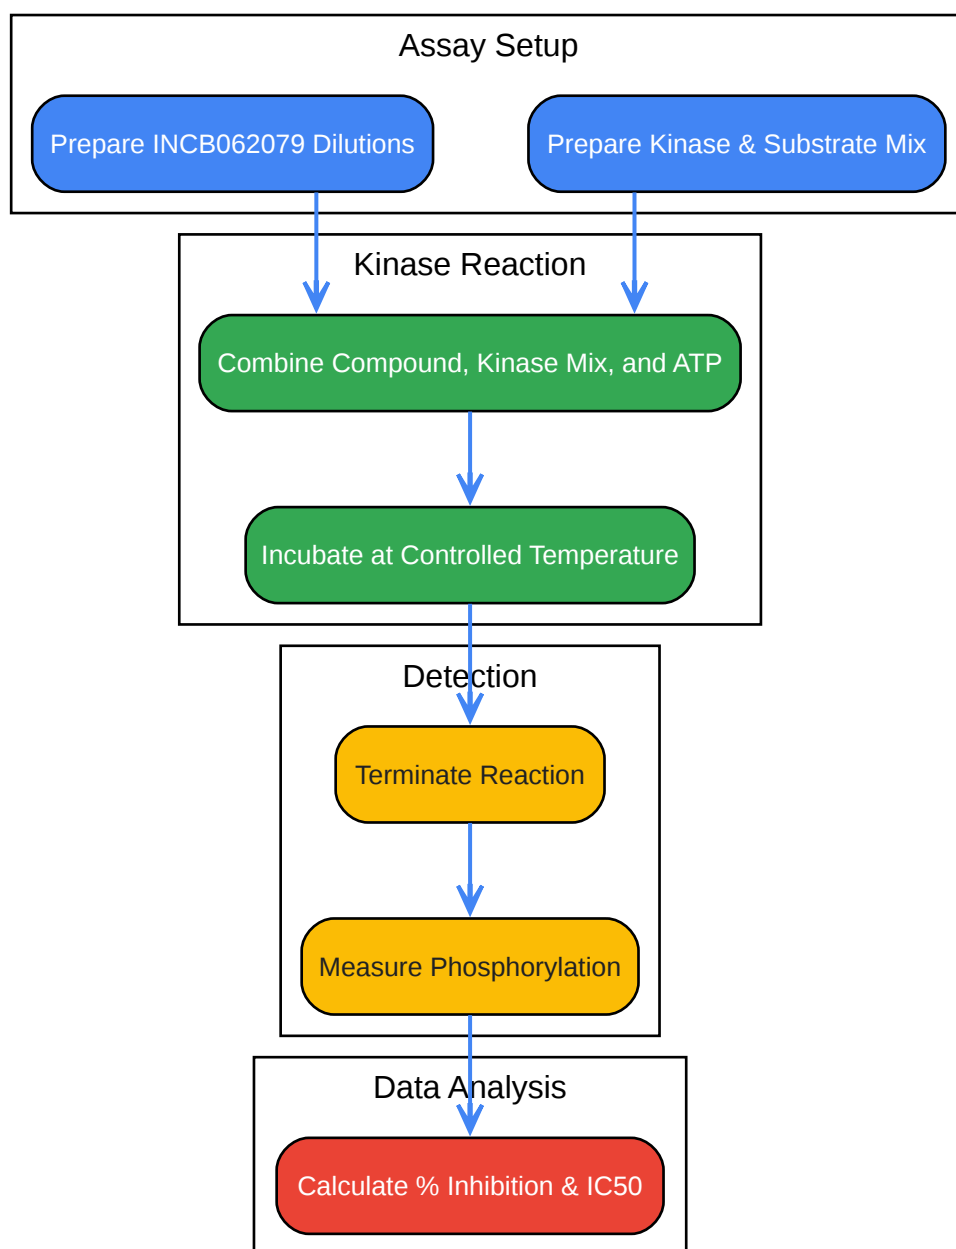 Assay Setup
Prepare INCB062079 Dilutions
Prepare Kinase & Substrate Mix
Kinase Reaction
Combine Compound, Kinase Mix, and ATP
Incubate at Controlled Temperature
Detection
Terminate Reaction
Measure Phosphorylation
Data Analysis
Calculate % Inhibition & IC50